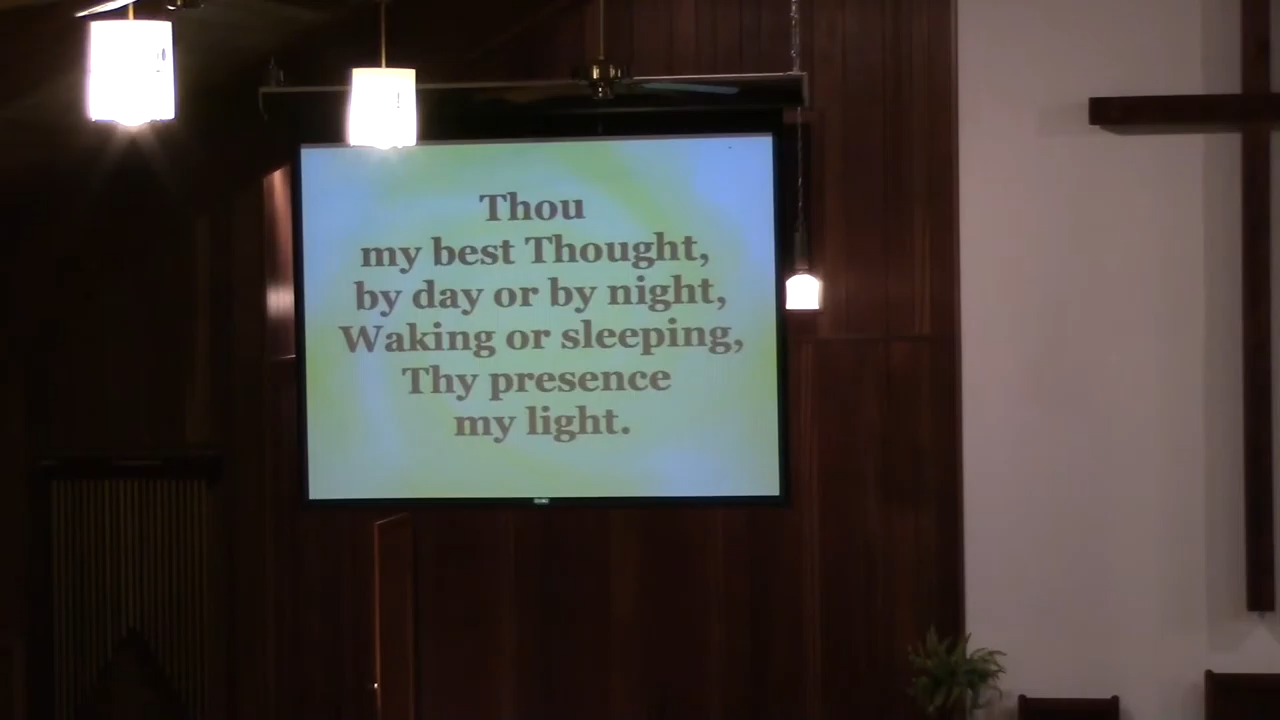 Thou
my best Thought,
by day or by night,
Waking or sleeping,
Thy presence
my light.